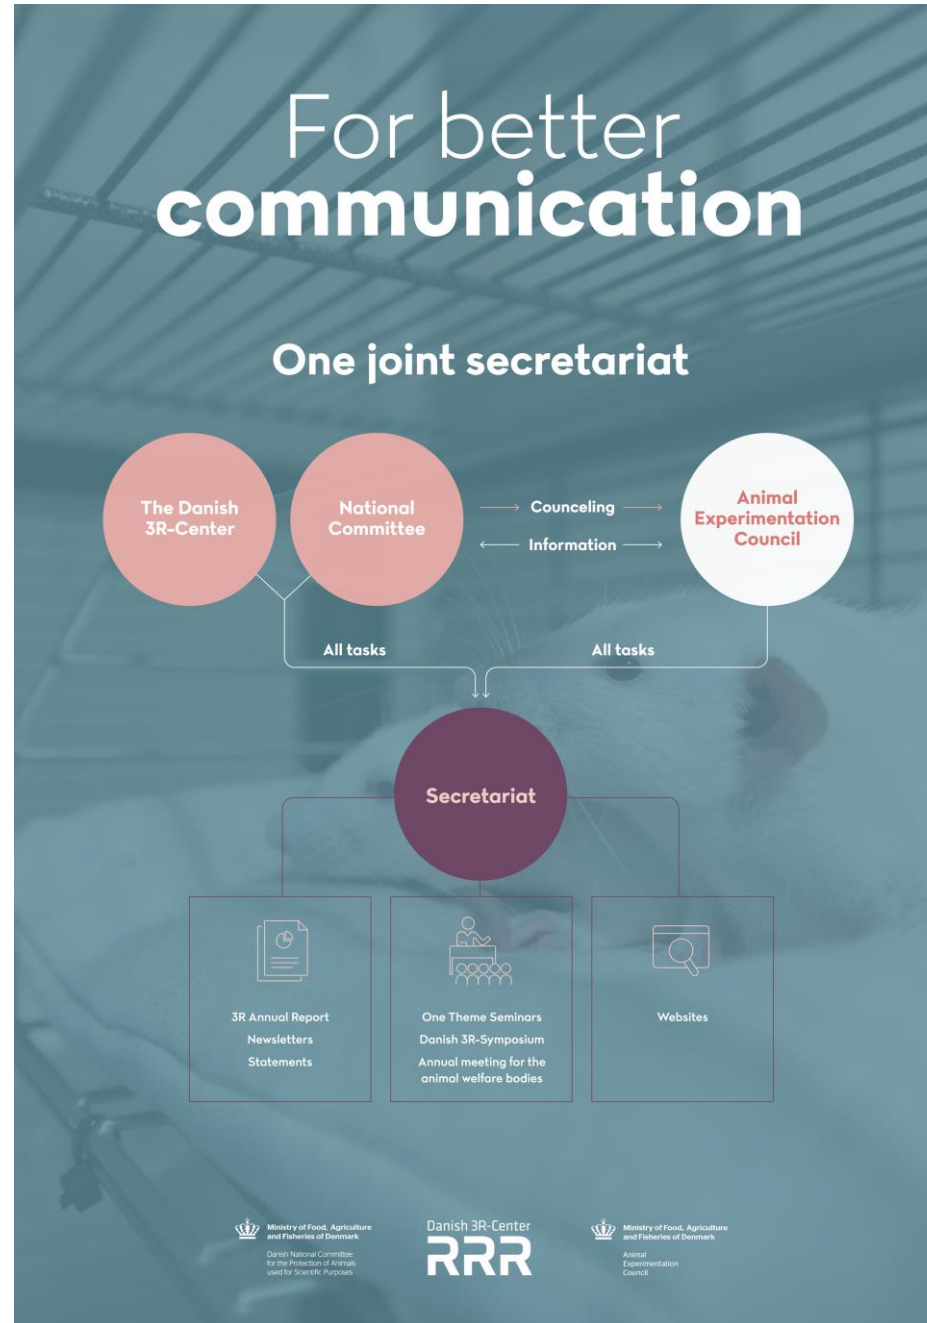 For better
communication
One joint secretariat
The Danish
3R-Center
National
Committee
Counceling
Information
Animal
Experimentation
Council
All tasks
All tasks
Secretariat
3R Annual Report
Newsletters
Statements
One Theme Seminars
Danish 3R-Symposium
Annual meeting for the
animal welfare bodies
Websites
Ministry of Food, Agriculture
and Fisheries of Denmark
Danish National Committee
for the Protection of Animals
used for Scientific Purposes
Danish 3R-Center
RRR
Ministry of Food, Agriculture
and Fisheries of Denmark
Animal
Experimentation
Council